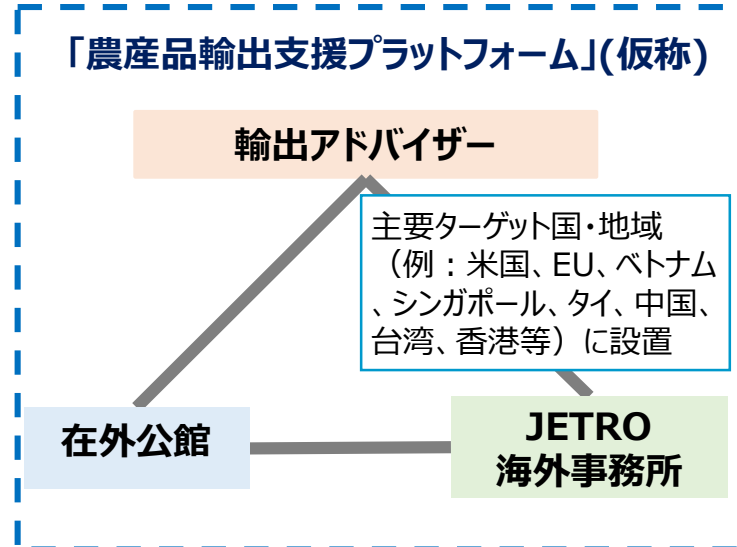 「農産品輸出支援プラットフォーム」(仮称)
輸出アドバイザー
主要ターゲット国・地域
（例：米国、EU、ベトナム
、シンガポール、タイ、中国、
台湾、香港等）に設置
在外公館
JETRO
海外事務所